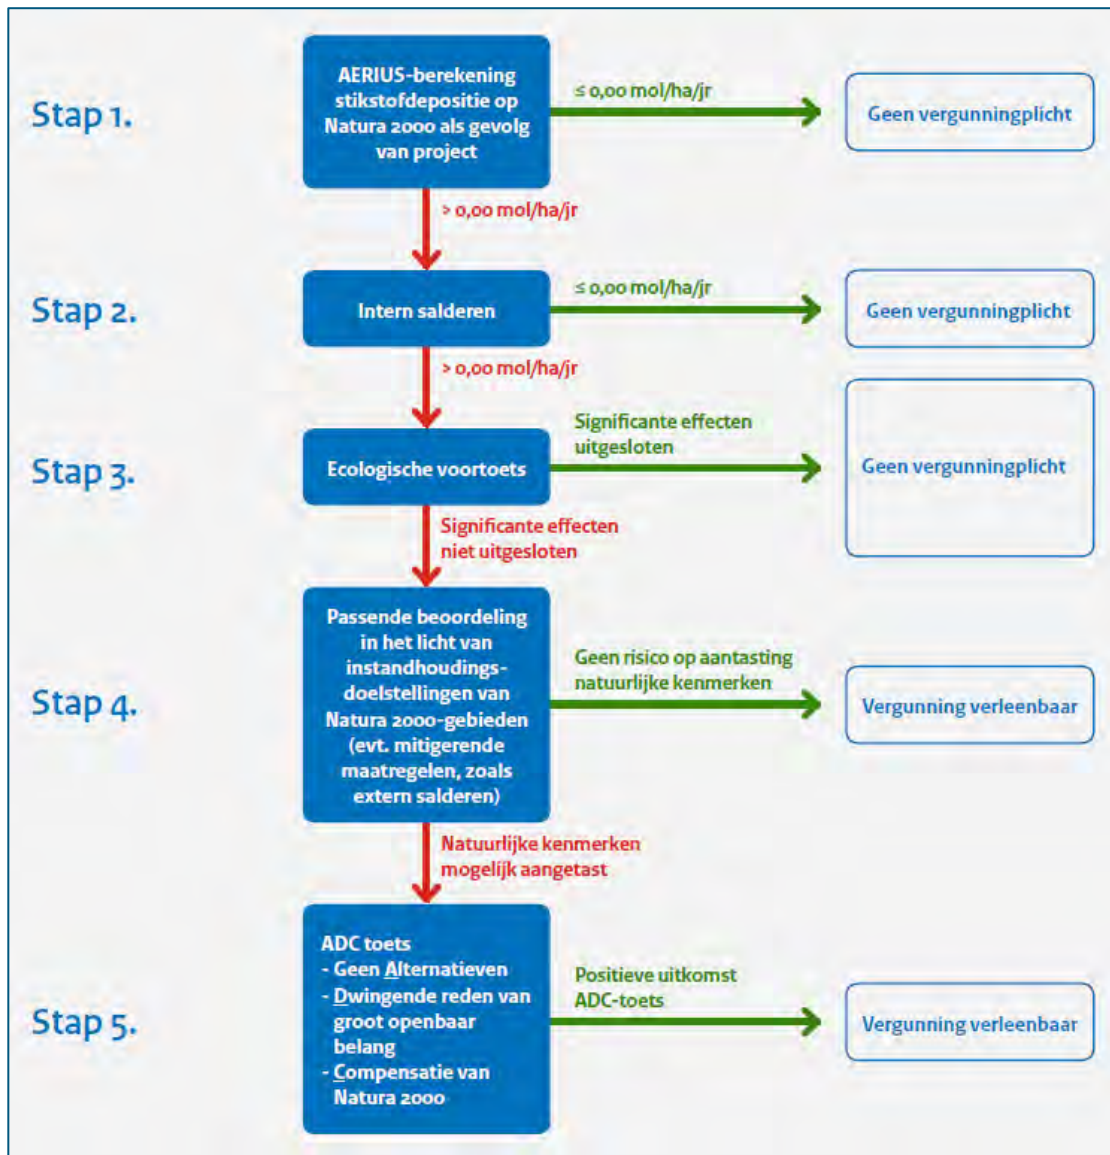 Stap 1.
AERIUS-berekening
stikstofdepositie op
Natura 2000 als gevolg
van project
≤ 0,00 mol/ha/jr
Geen vergunningplicht
> 0,00 mol/ha/jr
Stap 2.
Intern salderen
≤ 0,00 mol/ha/jr
Geen vergunningplicht
> 0,00 mol/ha/jr
Stap 3.
Ecologische voortoets
Significante effecten
uitgesloten
Geen vergunningplicht
Significante effecten
niet uitgesloten
Stap 4.
Passende beoordeling
in het licht van
instandhoudings-
doelstellingen van
Natura 2000-gebieden
(evt. mitigerende
maatregelen, zoals
extern salderen)
Geen risico op aantasting
natuurlijke kenmerken
Vergunning verleenbaar
Natuurlijke kenmerken
mogelijk aangetast
Stap 5.
ADC toets
- Geen Alternatieven
- Dwingende reden van
groot openbaar
belang
- Compensatie van
Natura 2000
Positieve uitkomst
ADC-toets
Vergunning verleenbaar